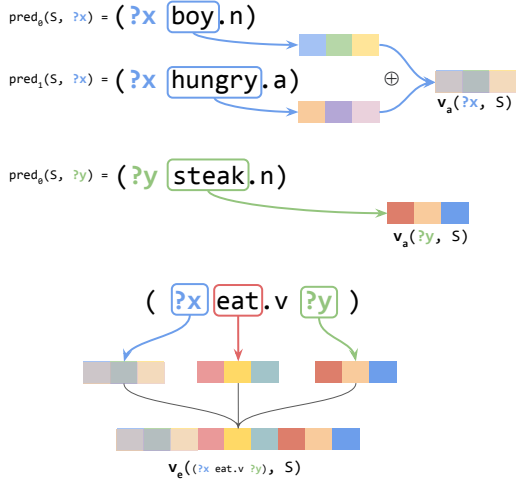 pred₀(S, ?x) = (?x boy.n)
pred₁(S, ?x) = (?x hungry.a)
⊕
vₐ(?x, S)
pred₀(S, ?y) = (?y steak.n)
vₐ(?y, S)
( ?x eat.v ?y )
vₑ((?x eat.v ?y), S)